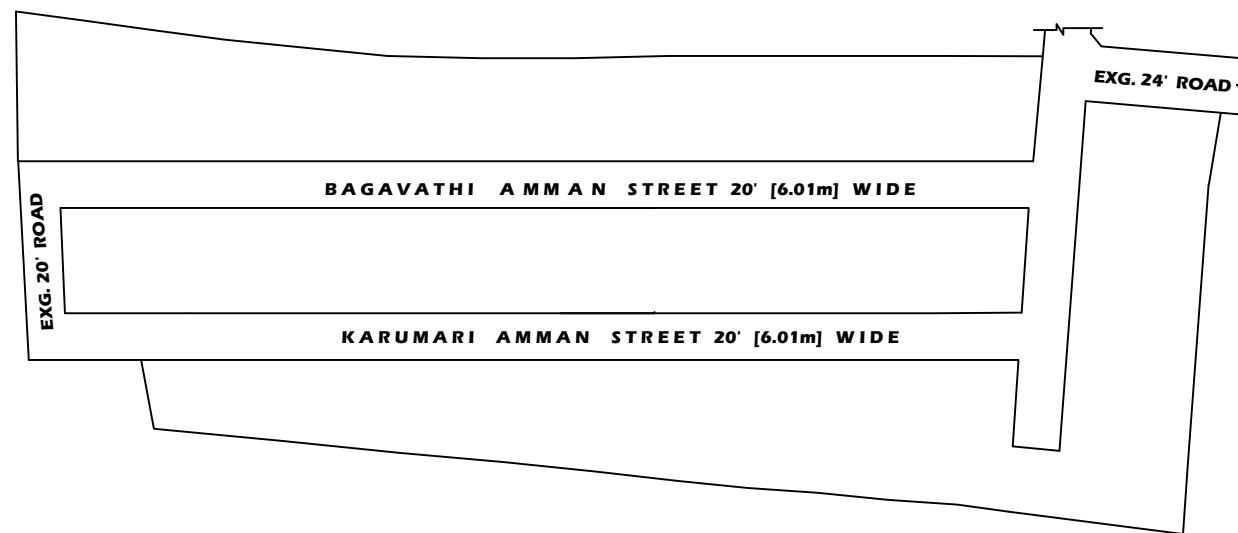 EXG. 24' ROAD
BAGAVATHI AMMAN STREET 20' [6.01m] WIDE
EXG. 20' ROAD
KARUMARI AMMAN STREET 20' [6.01m] WIDE